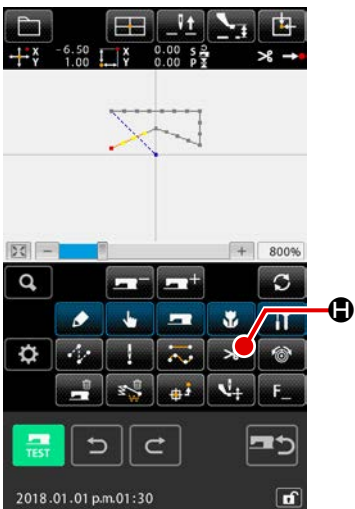 X -6.50 X 0.00 S
Y 1.00 Y 0.00 P
800%
H
F_
TEST
2018.01.01 p.m.01:30